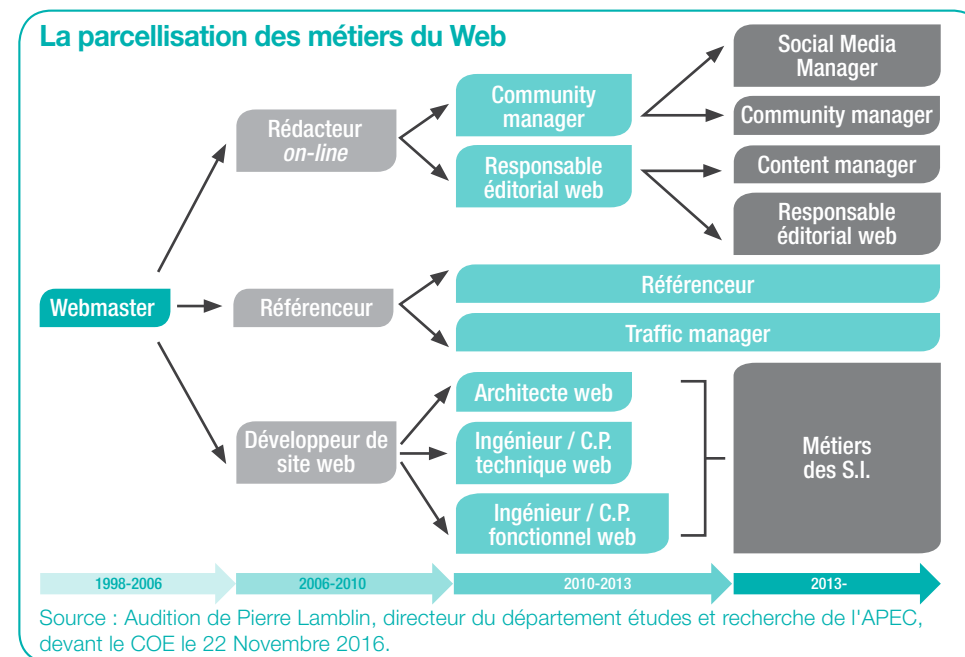 La parcellisation des métiers du Web
Webmaster
Rédacteur
on-line
Référenceur
Développeur de
site web
Community
manager
Responsable
éditorial web
Référenceur
Traffic manager
Architecte web
Ingénieur / C.P.
technique web
Ingénieur / C.P.
fonctionnel web
Social Media
Manager
Community manager
Content manager
Responsable
éditorial web
Métiers
des S.I.
1998-2006
2006-2010
2010-2013
2013-
Source : Audition de Pierre Lamblin, directeur du département études et recherche de l'APEC,
devant le COE le 22 Novembre 2016.